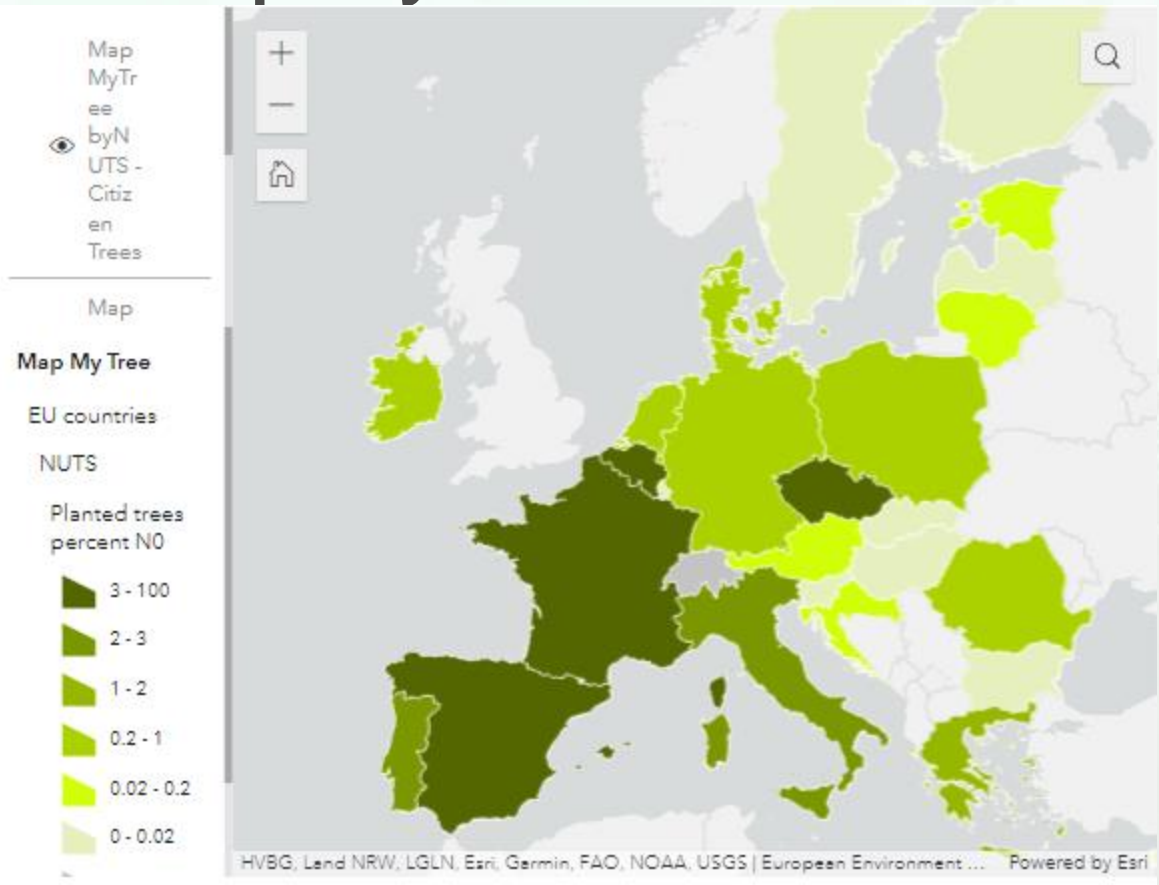 Map
MyTr
ee
byN
UTS -
Citiz
en
Trees
Map
Map My Tree
EU countries
NUTS
Planted trees
percent N0
3 - 100
2 - 3
1 - 2
0.2 - 1
0.02 - 0.2
0 - 0.02
HVBG, Land NRW, LGLN, Esri, Garmin, FAO, NOAA, USGS | European Environment ... Powered by Esri